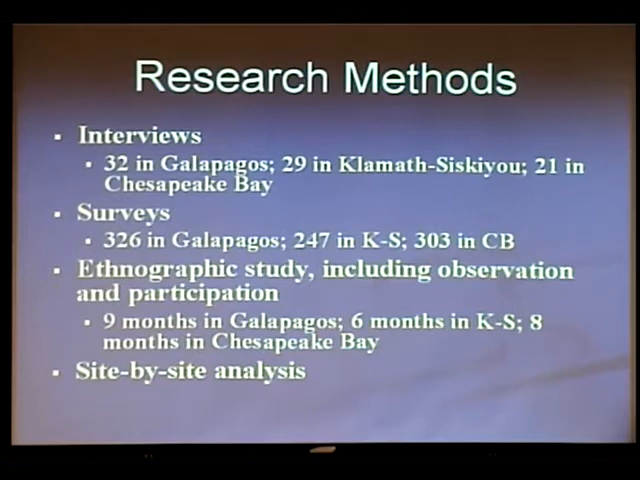 Research Methods
Interviews
32 in Galapagos; 29 in Klamath-Siskiyou; 21 in
Chesapeake Bay
Surveys
326 in Galapagos; 247 in K-S; 303 in CB
Ethnographic study, including observation
and participation
9 months in Galapagos; 6 months in K-S; 8
months in Chesapeake Bay
Site-by-site analysis